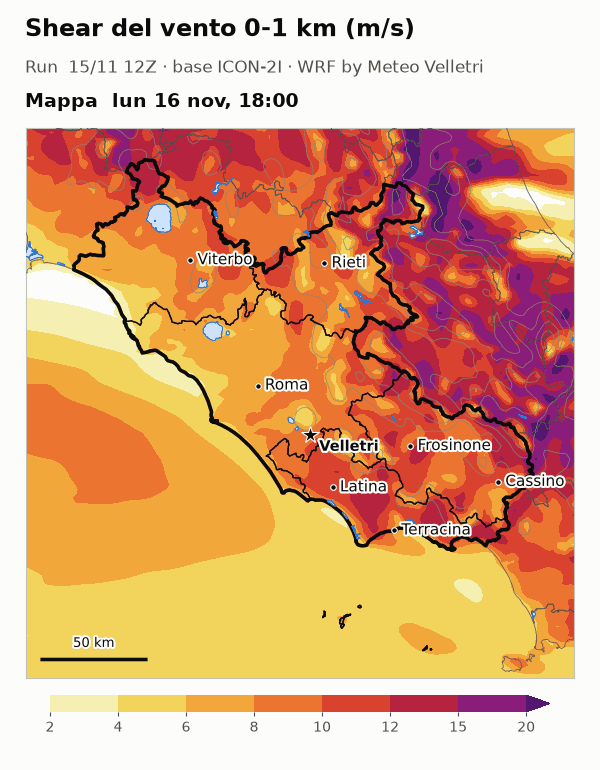 Shear del vento 0-1 km (m/s)
Run 15/11 12Z · base ICON-2I · WRF by Meteo Velletri
Mappa lun 16 nov, 18:00
Viterbo
Rieti
Roma
Velletri
Frosinone
Latina
Cassino
Terracina
50 km
2 4 6 8 10 12 15 20